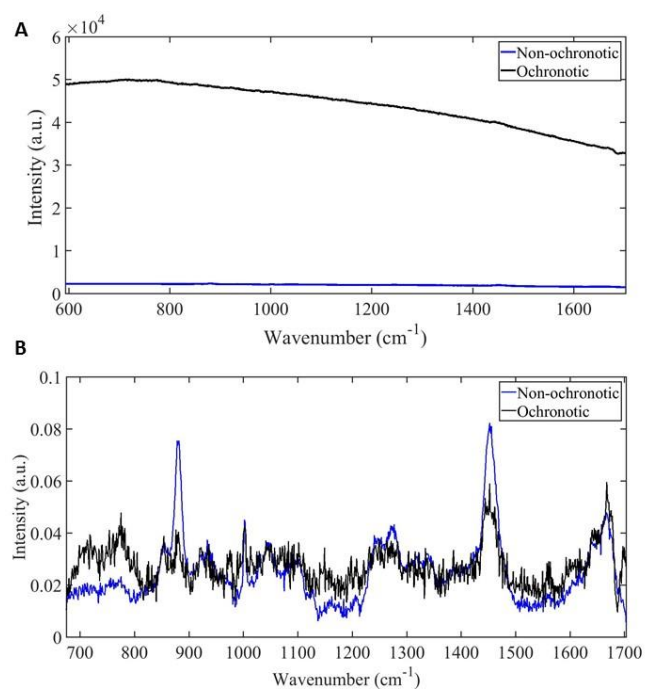 A
× 10⁴
6
5
4
3
2
1
0
Intensity (a.u.)
Non-ochronotic
Ochronotic
600 800 1000 1200 1400 1600
Wavenumber (cm⁻¹)
B
0.1
0.08
0.06
0.04
0.02
0
Intensity (a.u.)
Non-ochronotic
Ochronotic
700 800 900 1000 1100 1200 1300 1400 1500 1600 1700
Wavenumber (cm⁻¹)